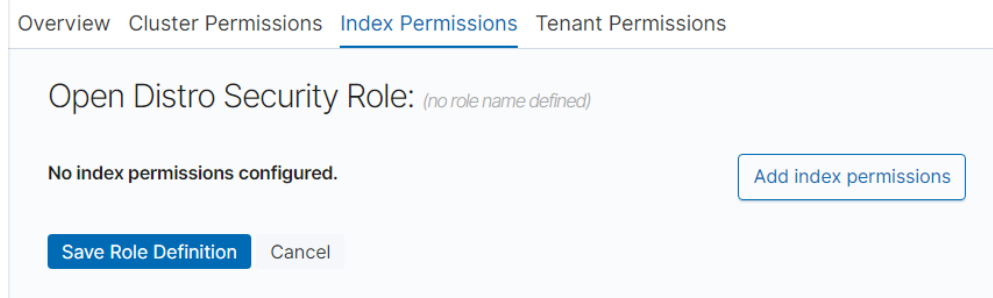 Overview Cluster Permissions Index Permissions Tenant Permissions
Open Distro Security Role: (no role name defined)
No index permissions configured. Add index permissions
Save Role Definition Cancel